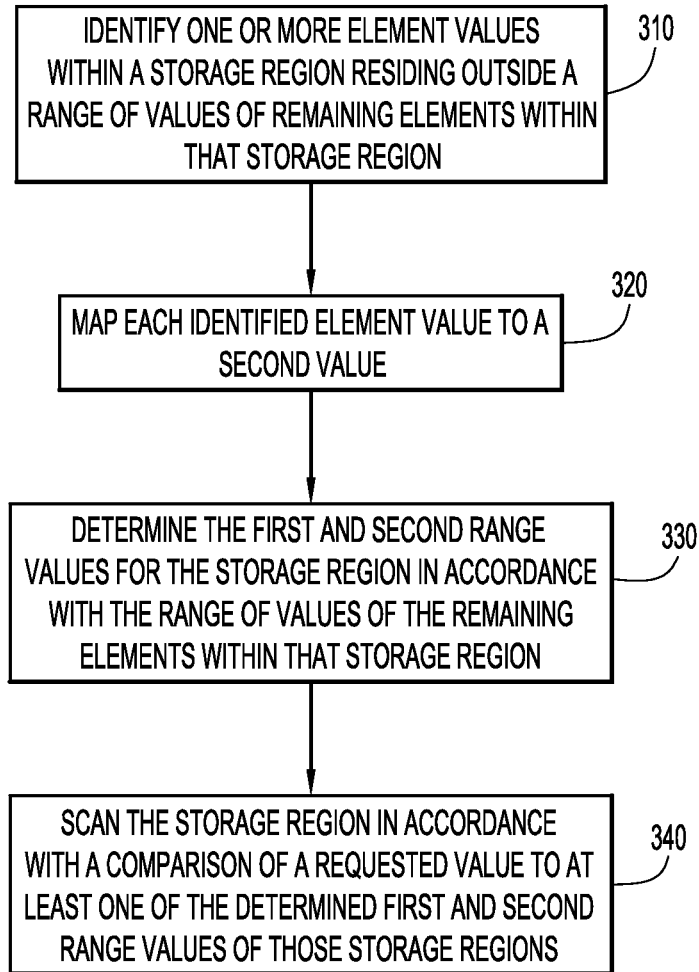 IDENTIFY ONE OR MORE ELEMENT VALUES
WITHIN A STORAGE REGION RESIDING OUTSIDE A
RANGE OF VALUES OF REMAINING ELEMENTS WITHIN
THAT STORAGE REGION
310
MAP EACH IDENTIFIED ELEMENT VALUE TO A
SECOND VALUE
320
DETERMINE THE FIRST AND SECOND RANGE
VALUES FOR THE STORAGE REGION IN ACCORDANCE
WITH THE RANGE OF VALUES OF THE REMAINING
ELEMENTS WITHIN THAT STORAGE REGION
330
SCAN THE STORAGE REGION IN ACCORDANCE
WITH A COMPARISON OF A REQUESTED VALUE TO AT
LEAST ONE OF THE DETERMINED FIRST AND SECOND
RANGE VALUES OF THOSE STORAGE REGIONS
340